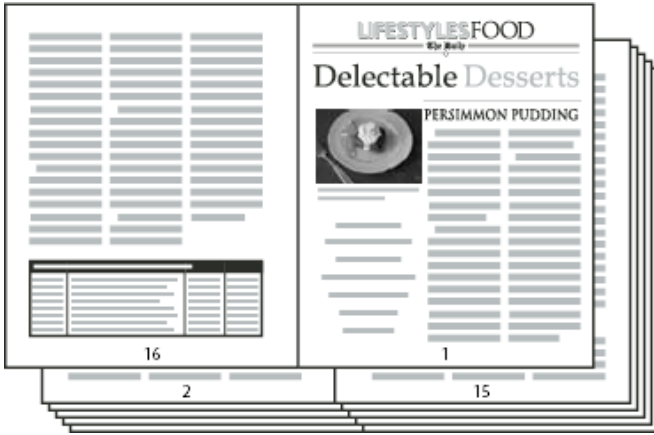 LIFESTYLESFOOD
The Daily
Delectable Desserts
PERSIMMON PUDDING
16
1
2
15